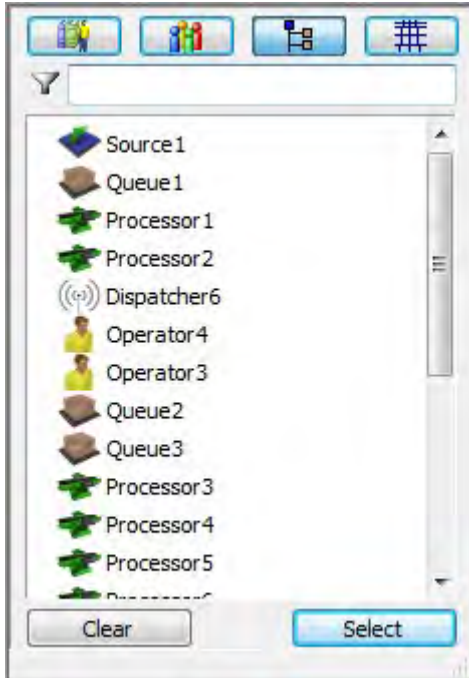 Source1
Queue1
Processor1
Processor2
Dispatcher6
Operator4
Operator3
Queue2
Queue3
Processor3
Processor4
Processor5
Clear
Select